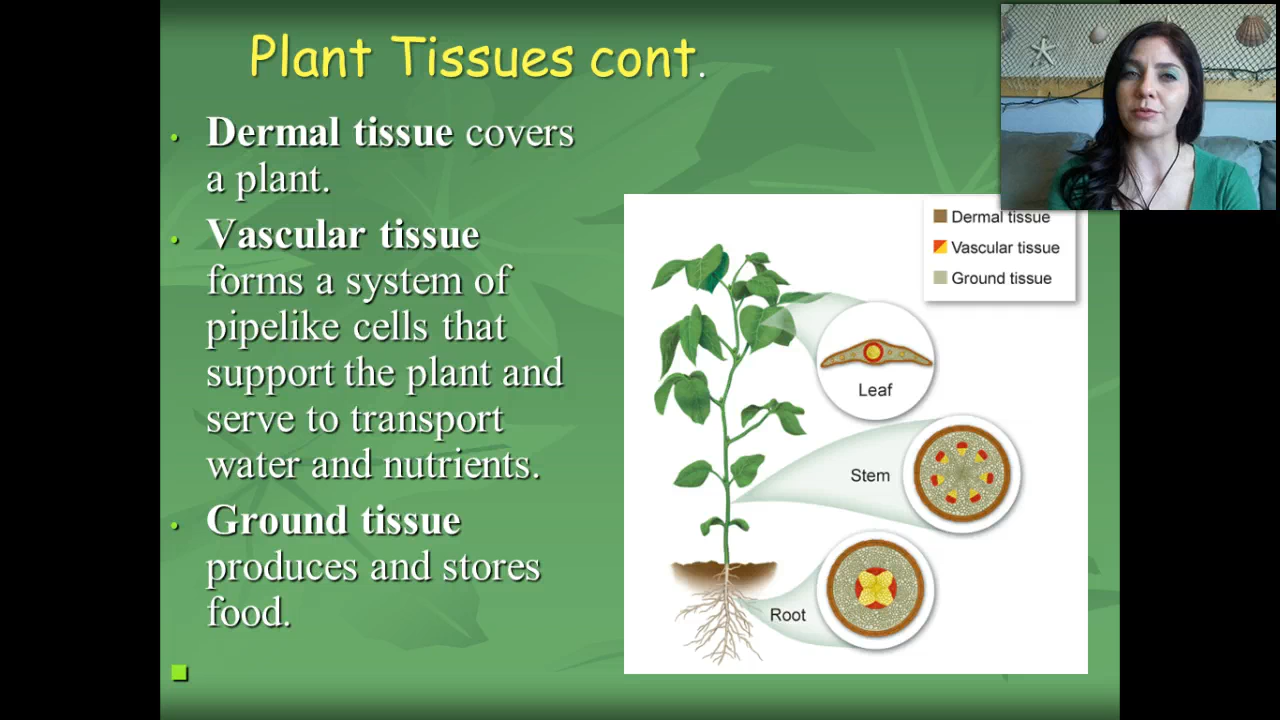 Plant Tissues cont.
Dermal tissue covers
a plant.
Vascular tissue
forms a system of
pipelike cells that
support the plant and
serve to transport
water and nutrients.
Ground tissue
produces and stores
food.
Dermal tissue
Vascular tissue
Ground tissue
Leaf
Stem
Root